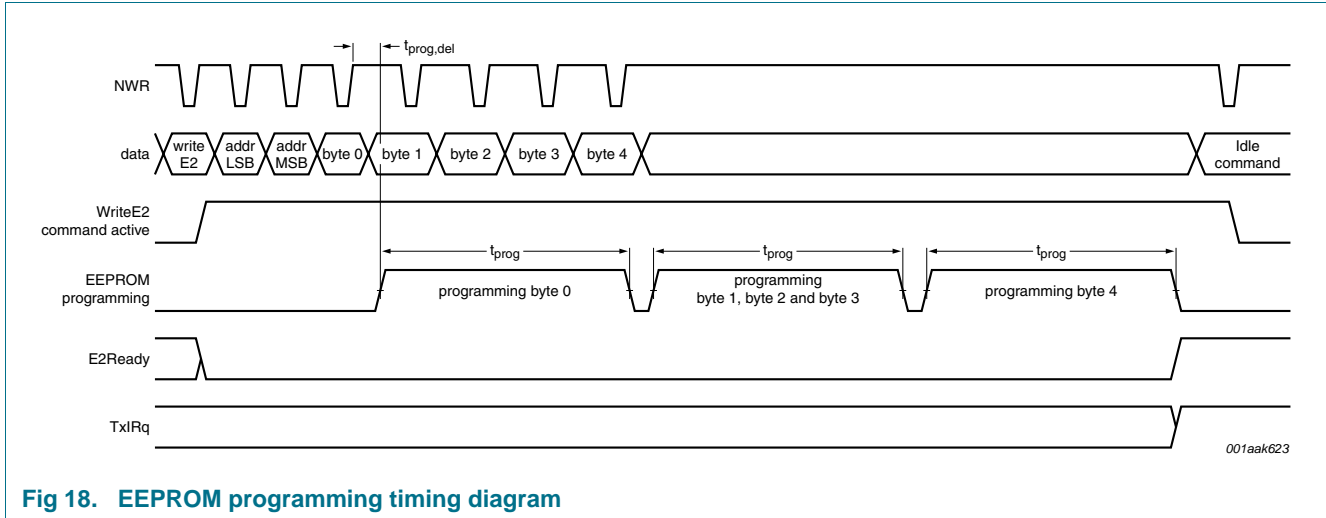 tprog,del
NWR
data
write E2
addr LSB
addr MSB
byte 0
byte 1
byte 2
byte 3
byte 4
Idle command
WriteE2
command active
tprog
tprog
tprog
EEPROM
programming
programming byte 0
programming
byte 1, byte 2 and byte 3
programming byte 4
E2Ready
TxIRq
001aak623
Fig 18. EEPROM programming timing diagram